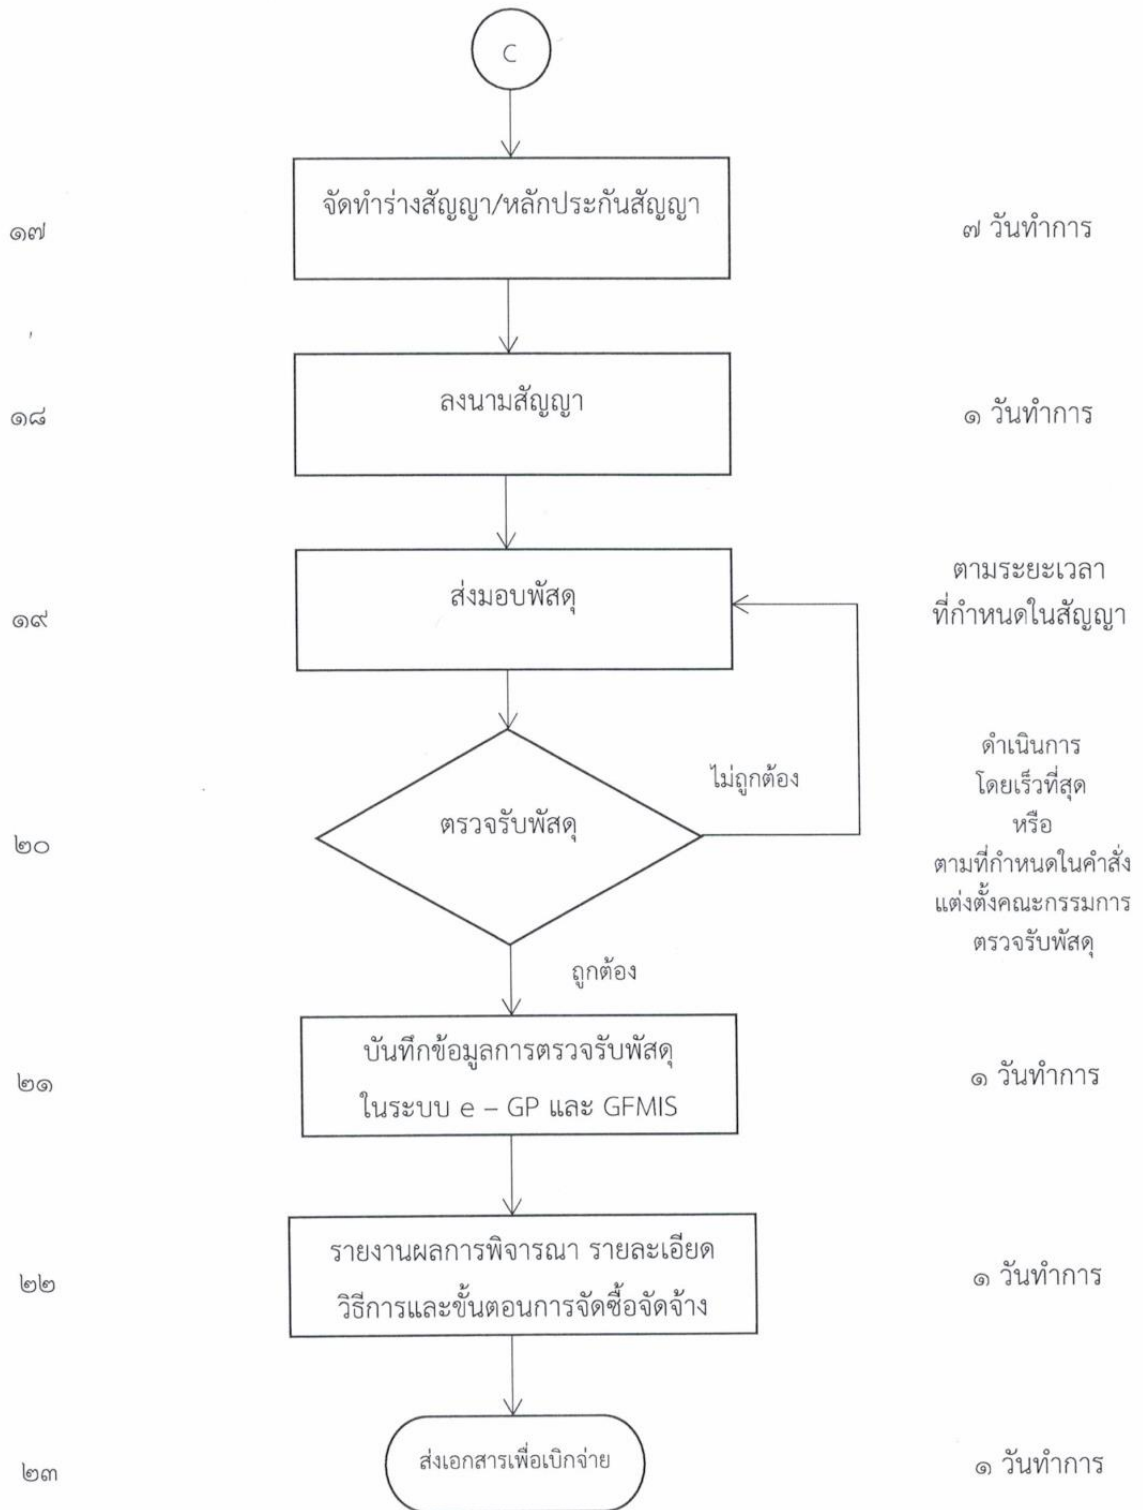 C
จัดทำร่างสัญญา/หลักประกันสัญญา
๑๗
๗ วันทำการ
ลงนามสัญญา
๑๘
๑ วันทำการ
ส่งมอบพัสดุ
๑๙
ตามระยะเวลา
ที่กำหนดในสัญญา
ไม่ถูกต้อง
ตรวจรับพัสดุ
๒๐
ดำเนินการ
โดยเร็วที่สุด
หรือ
ตามที่กำหนดในคำสั่ง
แต่งตั้งคณะกรรมการ
ตรวจรับพัสดุ
ถูกต้อง
บันทึกข้อมูลการตรวจรับพัสดุ
ในระบบ e – GP และ GFMIS
๒๑
๑ วันทำการ
รายงานผลการพิจารณา รายละเอียด
วิธีการและขั้นตอนการจัดซื้อจัดจ้าง
๒๒
๑ วันทำการ
ส่งเอกสารเพื่อเบิกจ่าย
๒๓
๑ วันทำการ